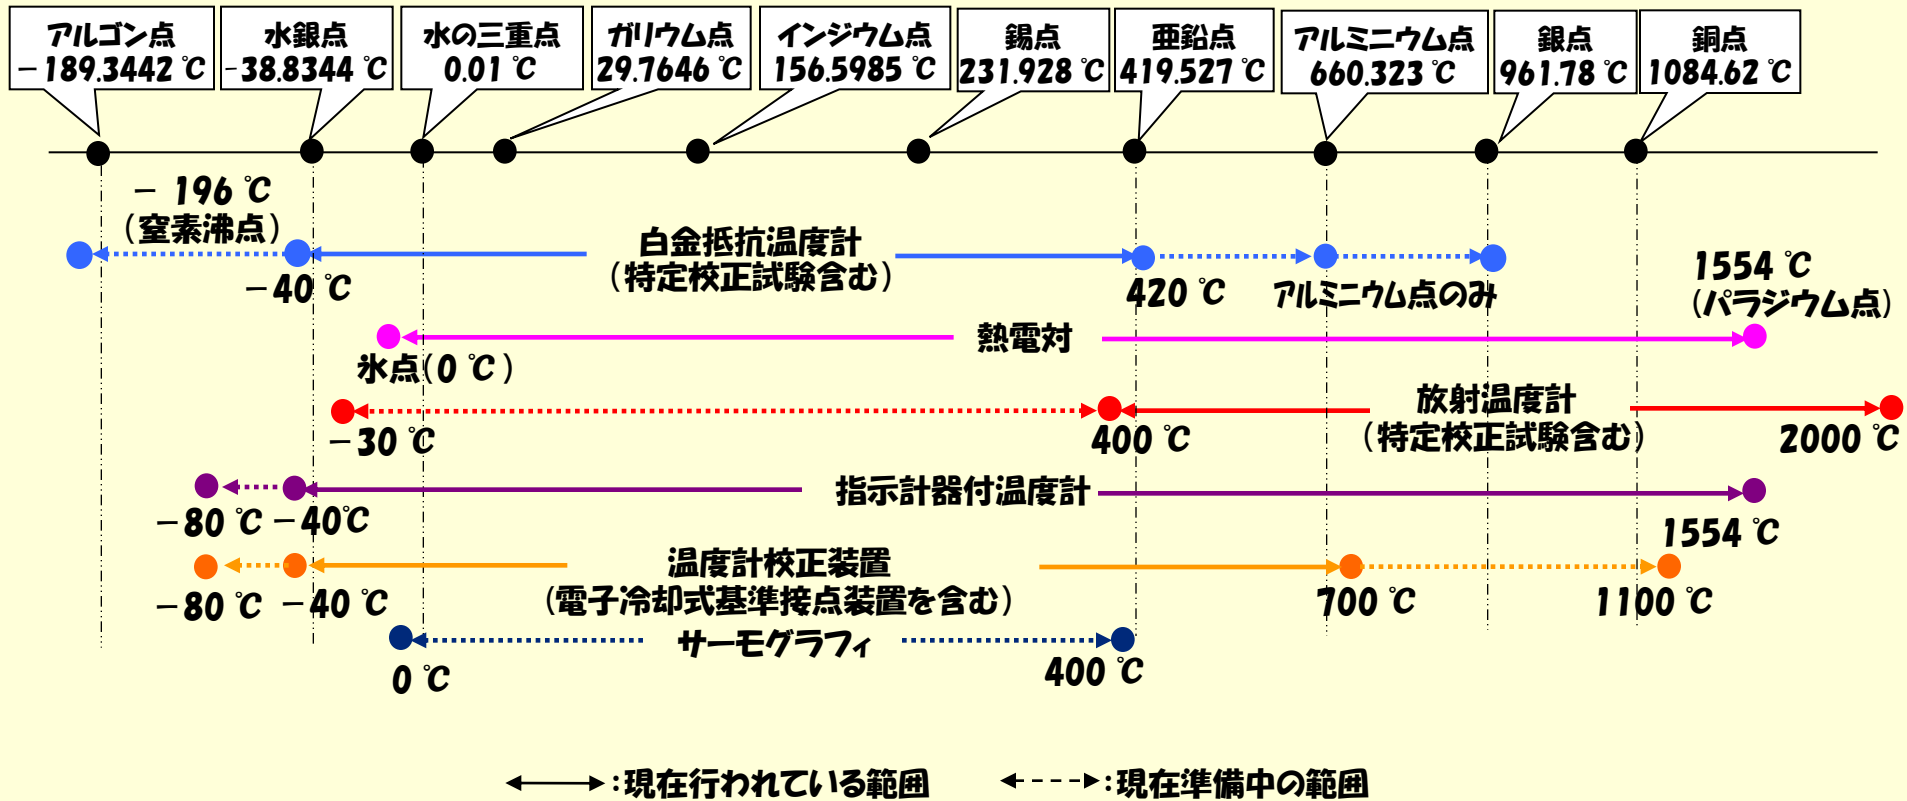 アルゴン点
－189.3442 ℃
水銀点
－38.8344 ℃
水の三重点
0.01 ℃
ガリウム点
29.7646 ℃
インジウム点
156.5985 ℃
錫点
231.928 ℃
亜鉛点
419.527 ℃
アルミニウム点
660.323 ℃
銀点
961.78 ℃
銅点
1084.62 ℃
－ 196 ℃
（窒素沸点）
－40 ℃
白金抵抗温度計
（特定校正試験含む）
420 ℃
アルミニウム点のみ
1554 ℃
（パラジウム点）
熱電対
氷点（0 ℃ ）
－30 ℃
400 ℃
放射温度計
（特定校正試験含む）
2000 ℃
指示計器付温度計
－80 ℃
－40℃
1554 ℃
温度計校正装置
（電子冷却式基準接点装置を含む）
－80 ℃
－40 ℃
700 ℃
1100 ℃
サーモグラフィ
0 ℃
400 ℃
：現在行われている範囲
：現在準備中の範囲